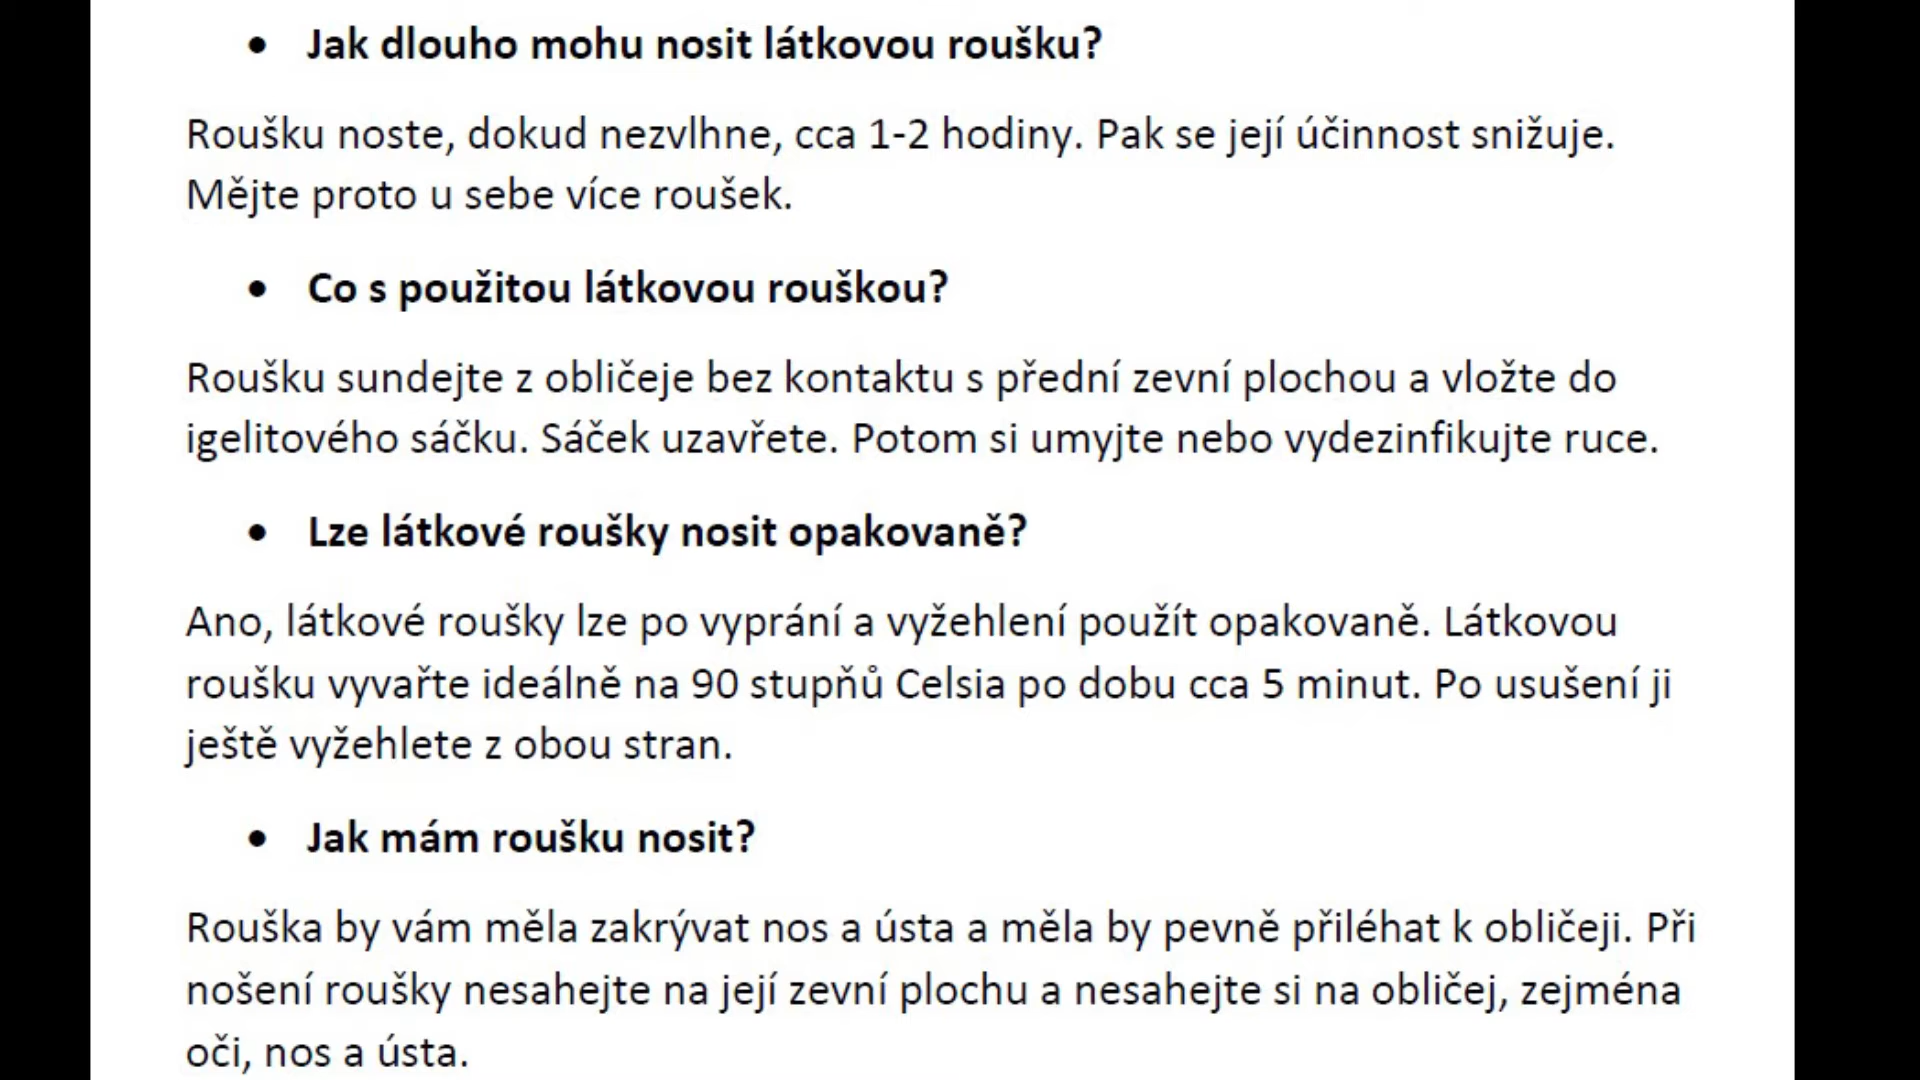 • Jak dlouho mohu nosit látkovou roušku?
Roušku noste, dokud nezvlhne, cca 1-2 hodiny. Pak se její účinnost snižuje.
Mějte proto u sebe více roušek.
• Co s použitou látkovou rouškou?
Roušku sundejte z obličeje bez kontaktu s přední zevní plochou a vložte do
igelitového sáčku. Sáček uzavřete. Potom si umyjte nebo vydezinfikujte ruce.
• Lze látkové roušky nosit opakovaně?
Ano, látkové roušky lze po vyprání a vyžehlení použít opakovaně. Látkovou
roušku vyvařte ideálně na 90 stupňů Celsia po dobu cca 5 minut. Po usušení ji
ještě vyžehlete z obou stran.
• Jak mám roušku nosit?
Rouška by vám měla zakrývat nos a ústa a měla by pevně přiléhat k obličeji. Při
nošení roušky nesahejte na její zevní plochu a nesahejte si na obličej, zejména
oči, nos a ústa.